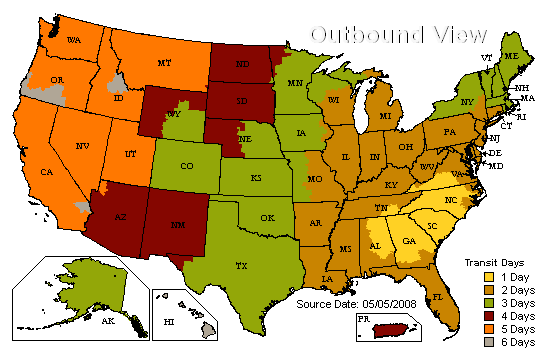 Outbound View
WA
OR
ID
MT
ND
MN
WI
MI
VT
ME
NH
MA
NY
RI
CT
NJ
PA
DE
MD
SD
WY
NE
IA
IL
IN
OH
WV
VA
NV
UT
CO
KS
MO
KY
NC
CA
AZ
NM
OK
AR
TN
SC
MS
AL
GA
TX
LA
FL
AK
HI
PR
Source Date: 05/05/2008
Transit Days
1 Day
2 Days
3 Days
4 Days
5 Days
6 Days